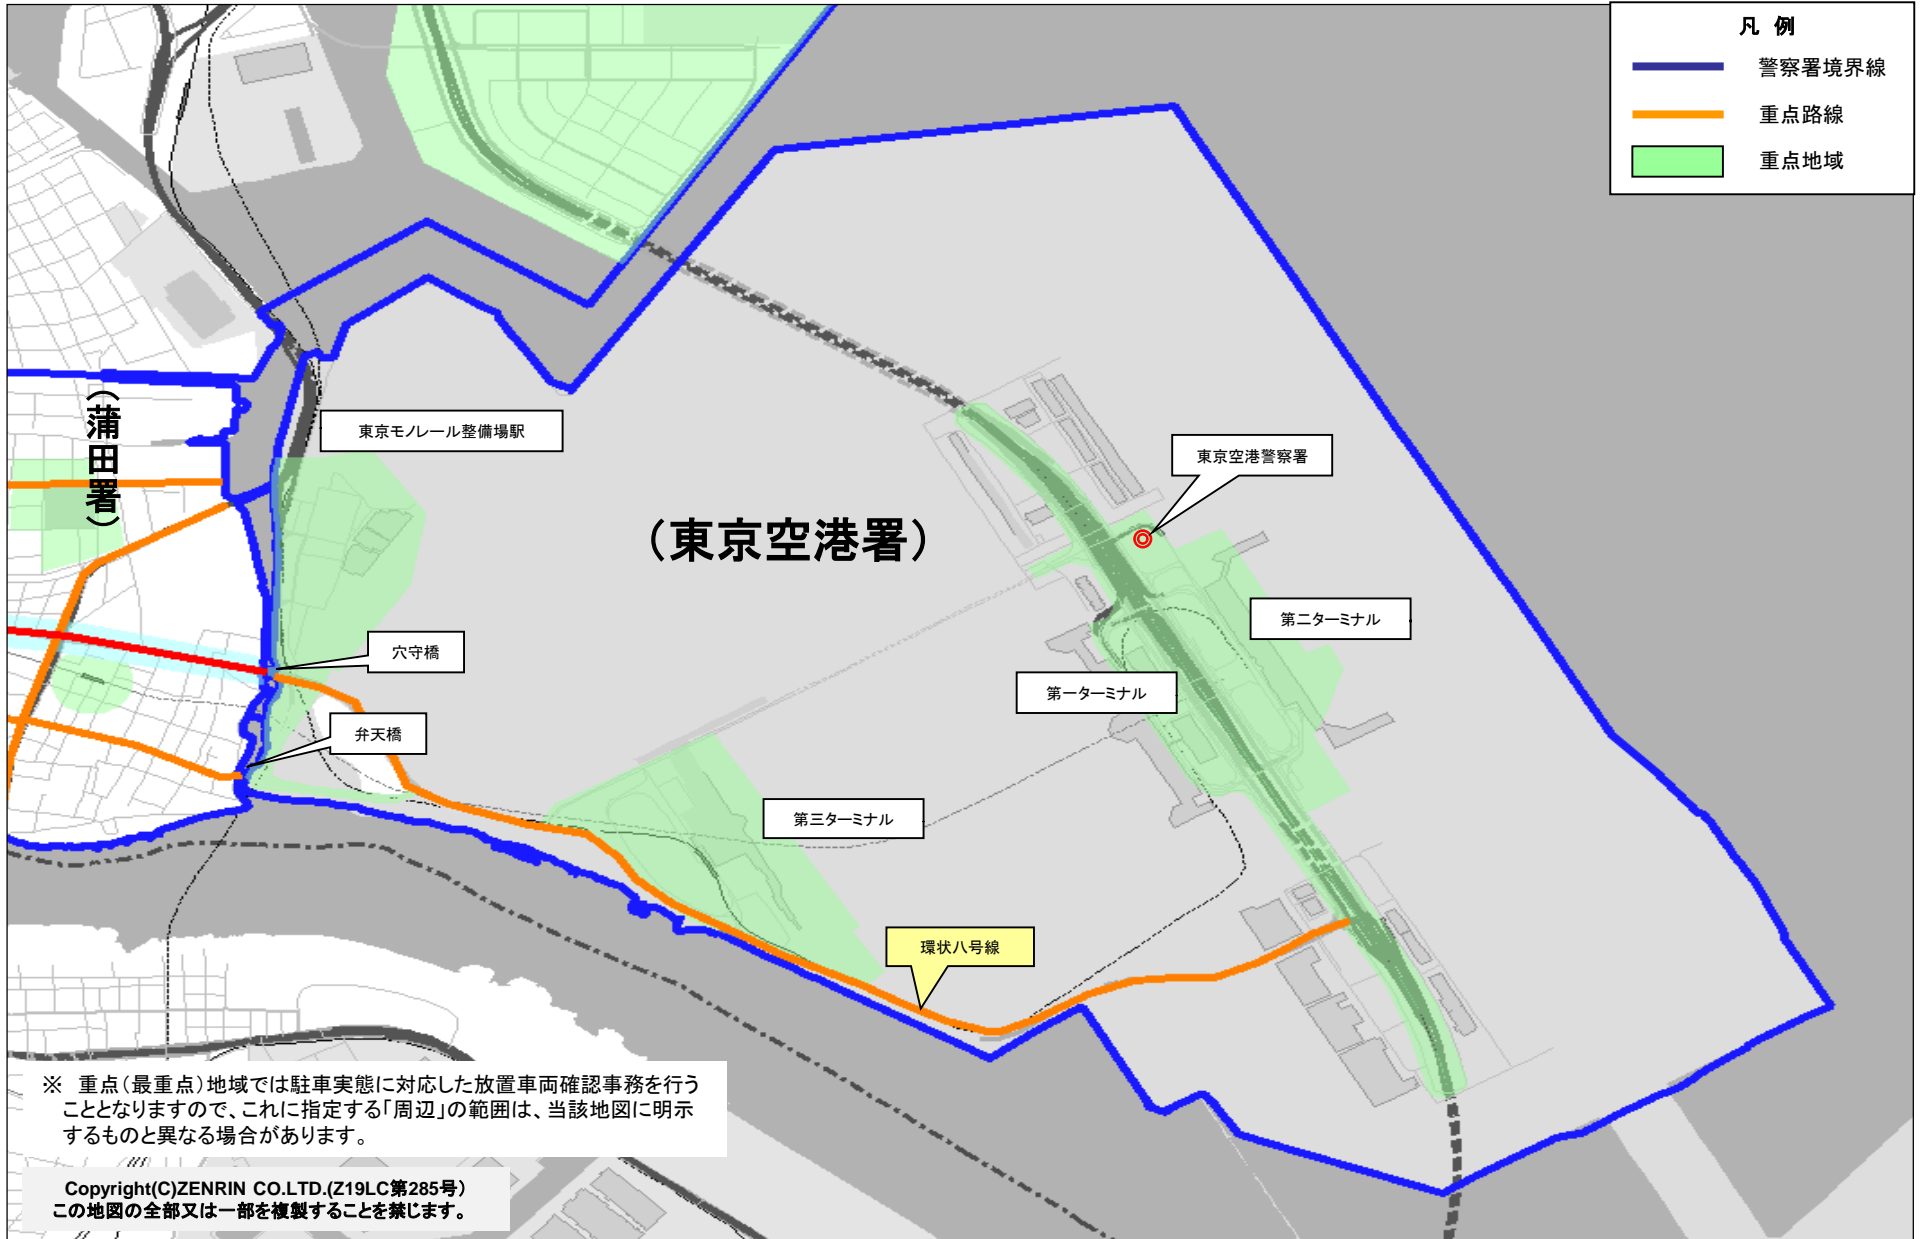 凡 例
警察署境界線
重点路線
重点地域
(蒲田署)
東京モノレール整備場駅
東京空港警察署
(東京空港署)
第二ターミナル
穴守橋
第一ターミナル
弁天橋
第三ターミナル
環状八号線
※ 重点(最重点)地域では駐車実態に対応した放置車両確認事務を行う
こととなりますので、これに指定する「周辺」の範囲は、当該地図に明示
するものと異なる場合があります。
Copyright(C)ZENRIN CO.LTD.(Z19LC第285号)
この地図の全部又は一部を複製することを禁じます。